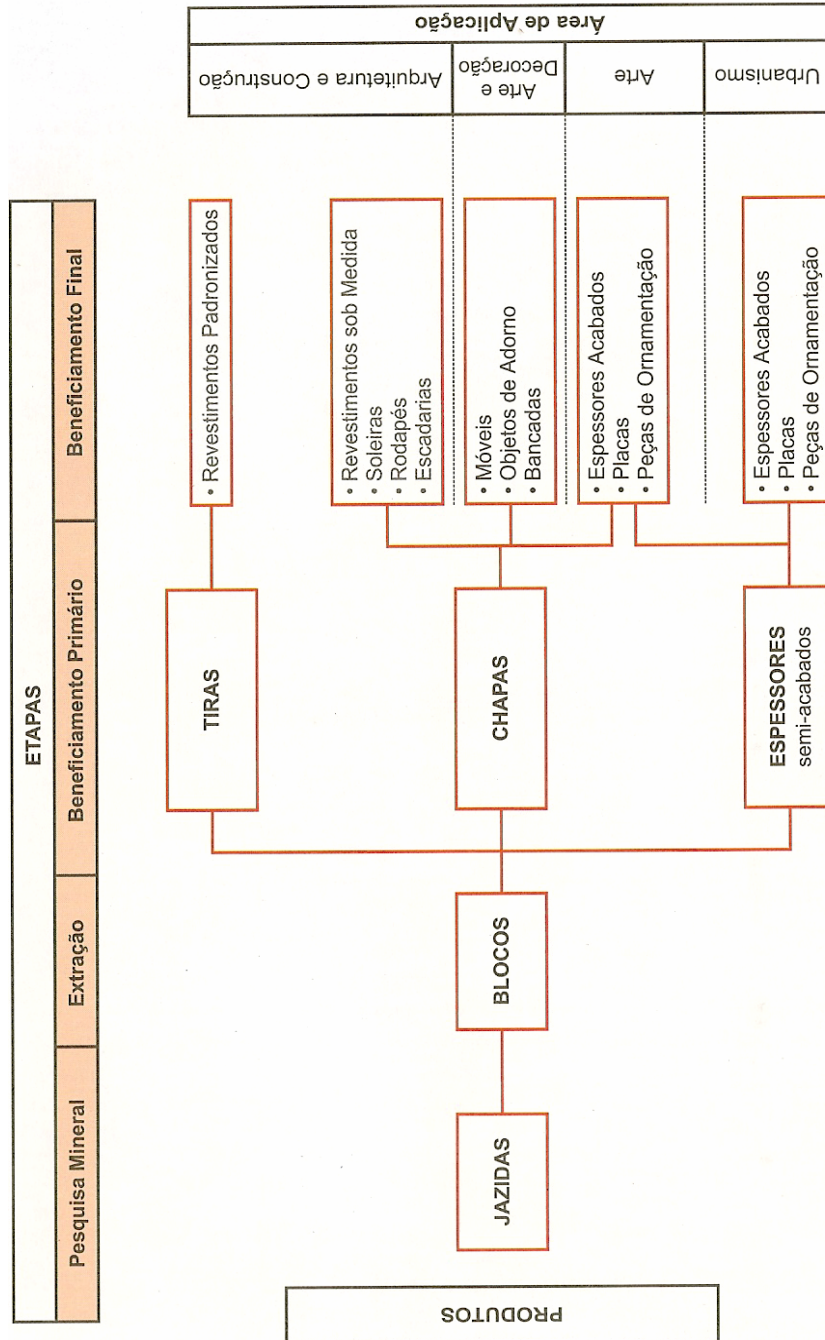 ETAPAS
Pesquisa Mineral
Extração
Beneficiamento Primário
Beneficiamento Final
PRODUTOS
JAZIDAS
BLOCOS
TIRAS
CHAPAS
ESPESSORES
semi-acabados
• Revestimentos Padronizados
• Revestimentos sob Medida
• Soleiras
• Rodapés
• Escadarias
• Móveis
• Objetos de Adorno
• Bancadas
• Espessores Acabados
• Placas
• Peças de Ornamentação
• Espessores Acabados
• Placas
• Peças de Ornamentação
Área de Aplicação
Arquitetura e Construção
Arte e
Decoração
Arte
Urbanismo